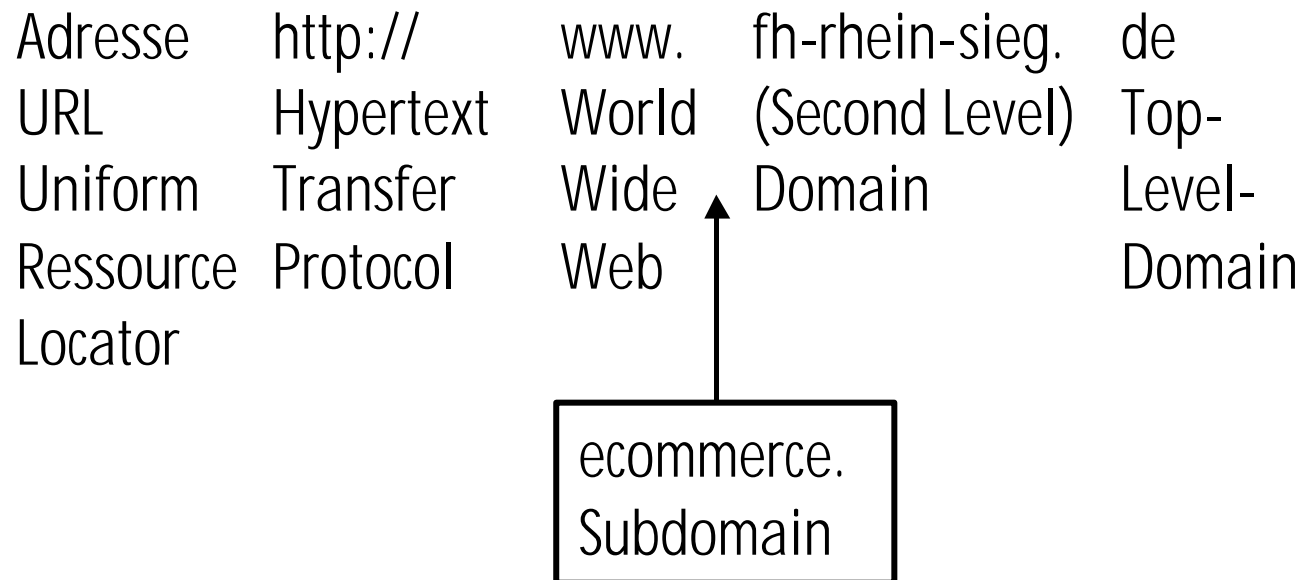 Adresse http:// www. fh-rhein-sieg. de
URL Hypertext World (Second Level) Top-
Uniform Transfer Wide Domain Level-
Ressource Protocol Web Domain
Locator
ecommerce.
Subdomain